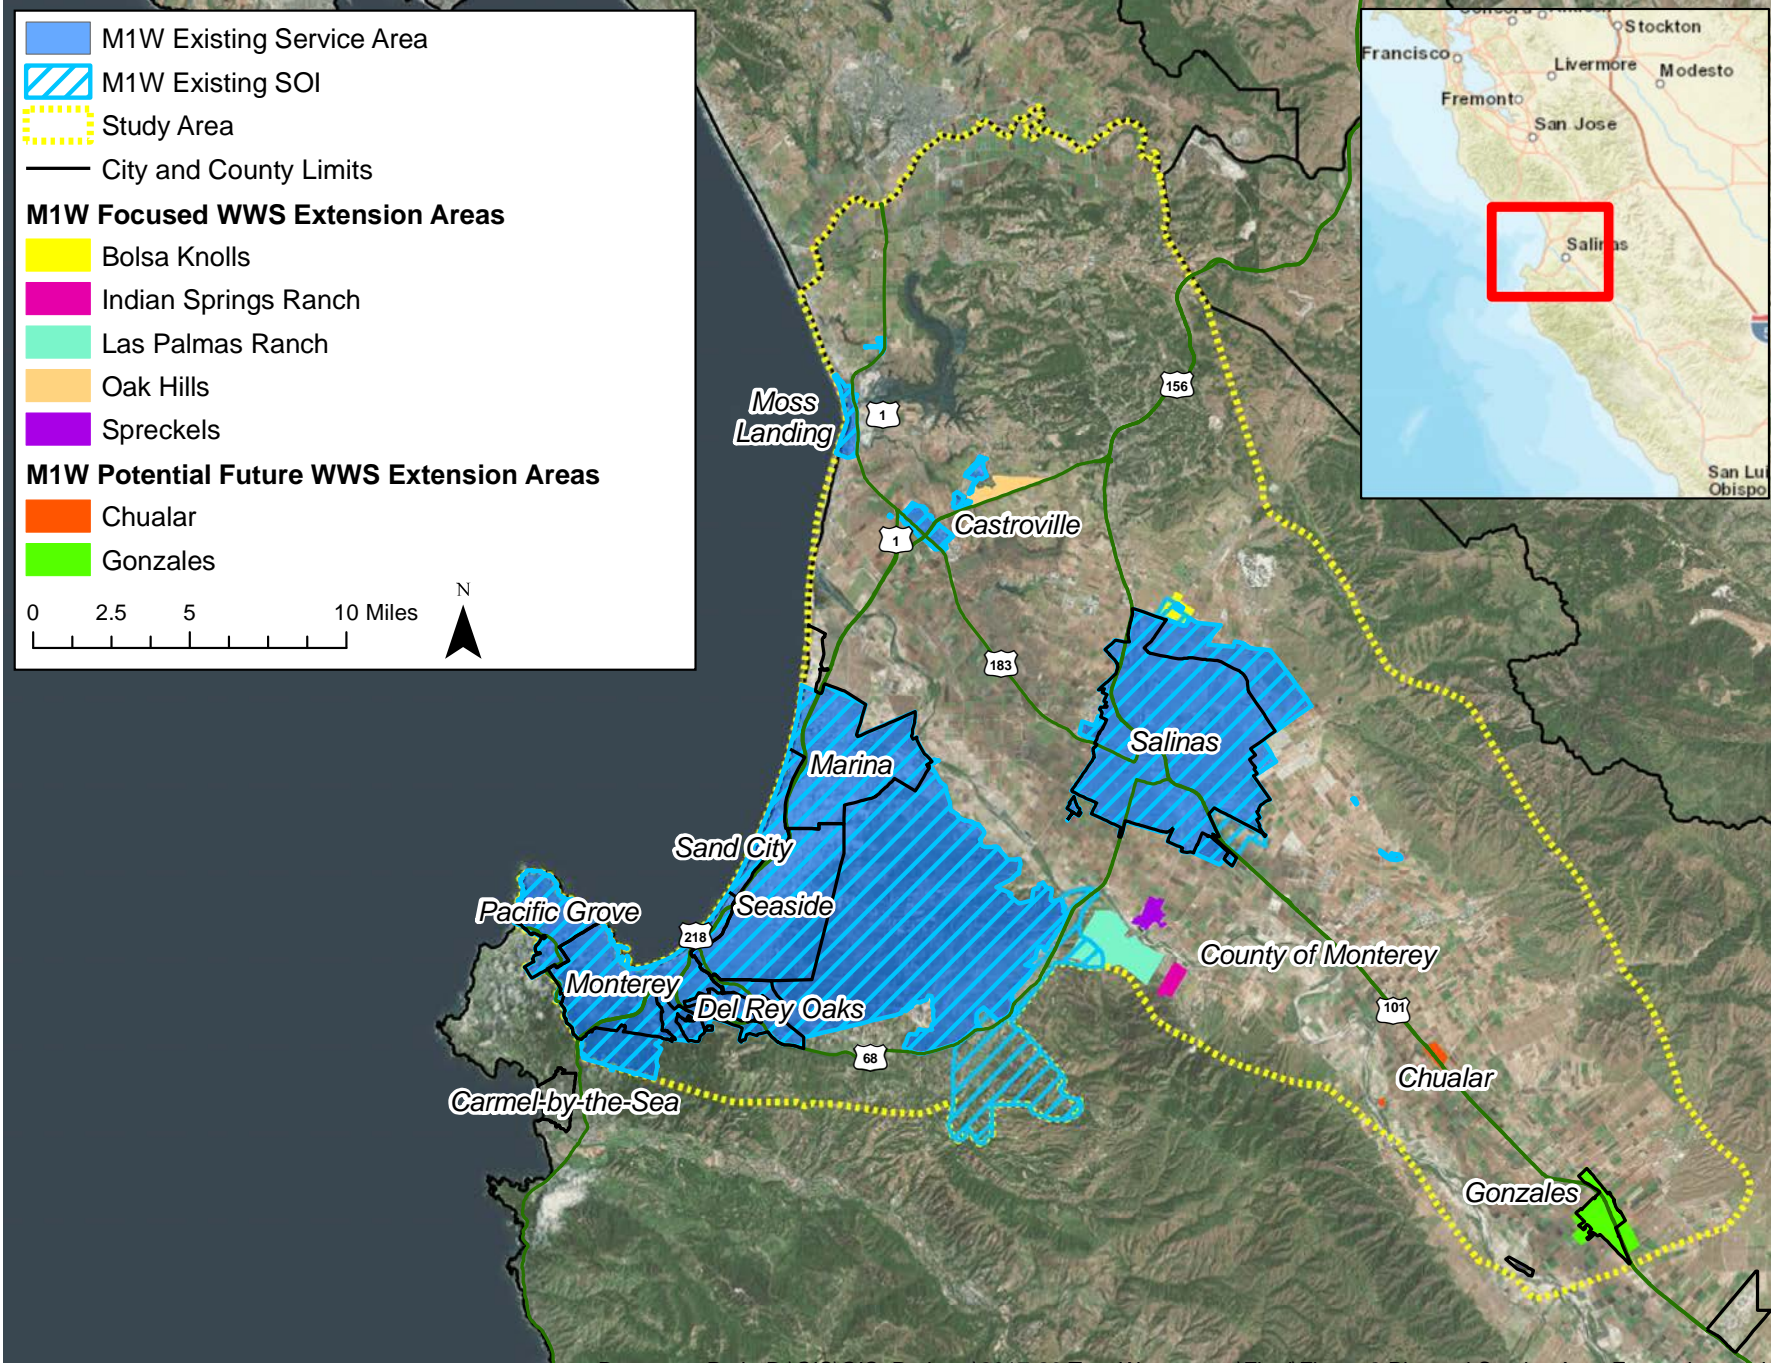 M1W Existing Service Area
M1W Existing SOI
Study Area
City and County Limits
M1W Focused WWS Extension Areas
Bolsa Knolls
Indian Springs Ranch
Las Palmas Ranch
Oak Hills
Spreckels
M1W Potential Future WWS Extension Areas
Chualar
Gonzales
0 2.5 5 10 Miles
N
Stockton
Francisco
Livermore
Modesto
Fremont
San Jose
Salinas
San Lui
Obispo
156
Moss
Landing
1
Castroville
1
183
Salinas
Marina
Sand City
Seaside
Pacific Grove
218
County of Monterey
Monterey
Del Rey Oaks
101
68
Chualar
Carmel-by-the-Sea
Gonzales